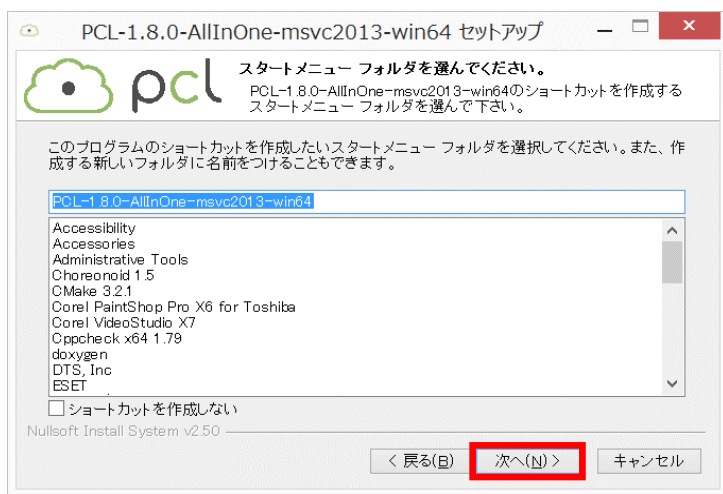 PCL-1.8.0-AllInOne-msvc2013-win64 セットアップ
pcl
スタートメニュー フォルダを選んでください。
PCL-1.8.0-AllInOne-msvc2013-win64のショートカットを作成する
スタートメニュー フォルダを選んで下さい。
このプログラムのショートカットを作成したいスタートメニュー フォルダを選択してください。また、作
成する新しいフォルダに名前をつけることもできます。
PCL-1.8.0-AllInOne-msvc2013-win64
Accessibility
Accessories
Administrative Tools
Choreonoid 1.5
CMake 3.2.1
Corel PaintShop Pro X6 for Toshiba
Corel VideoStudio X7
Cppcheck x64 1.79
doxygen
DTS, Inc
ESET
ショートカットを作成しない
Nullsoft Install System v2.50
< 戻る(B)
次へ(N) >
キャンセル